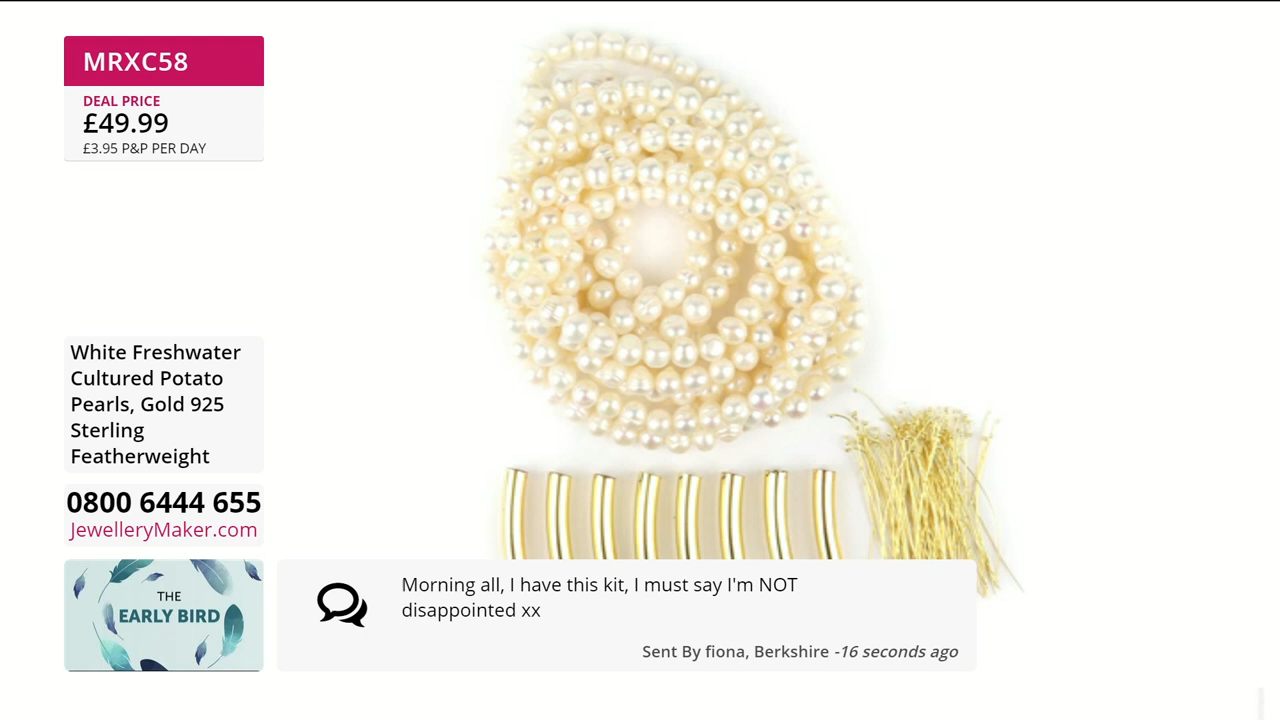 MRXC58
DEAL PRICE
£49.99
£3.95 P&P PER DAY
White Freshwater
Cultured Potato
Pearls, Gold 925
Sterling
Featherweight
0800 6444 655
JewelleryMaker.com
THE
EARLY BIRD
Morning all, I have this kit, I must say I'm NOT
disappointed xx
Sent By fiona, Berkshire -16 seconds ago